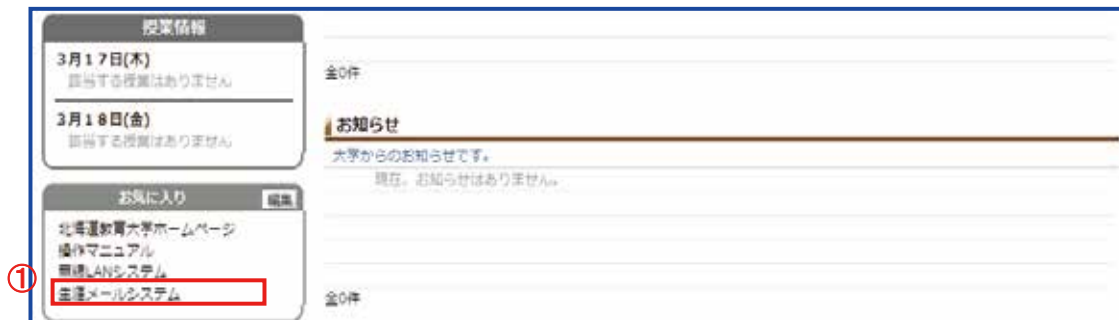 授業情報
3月17日(木)
該当する授業はありません
3月18日(金)
該当する授業はありません
お気に入り
編集
北海道教育大学ホームページ
操作マニュアル
無線LANシステム
① 生涯メールシステム
全0件
お知らせ
大学からのお知らせです。
現在、お知らせはありません。
全0件